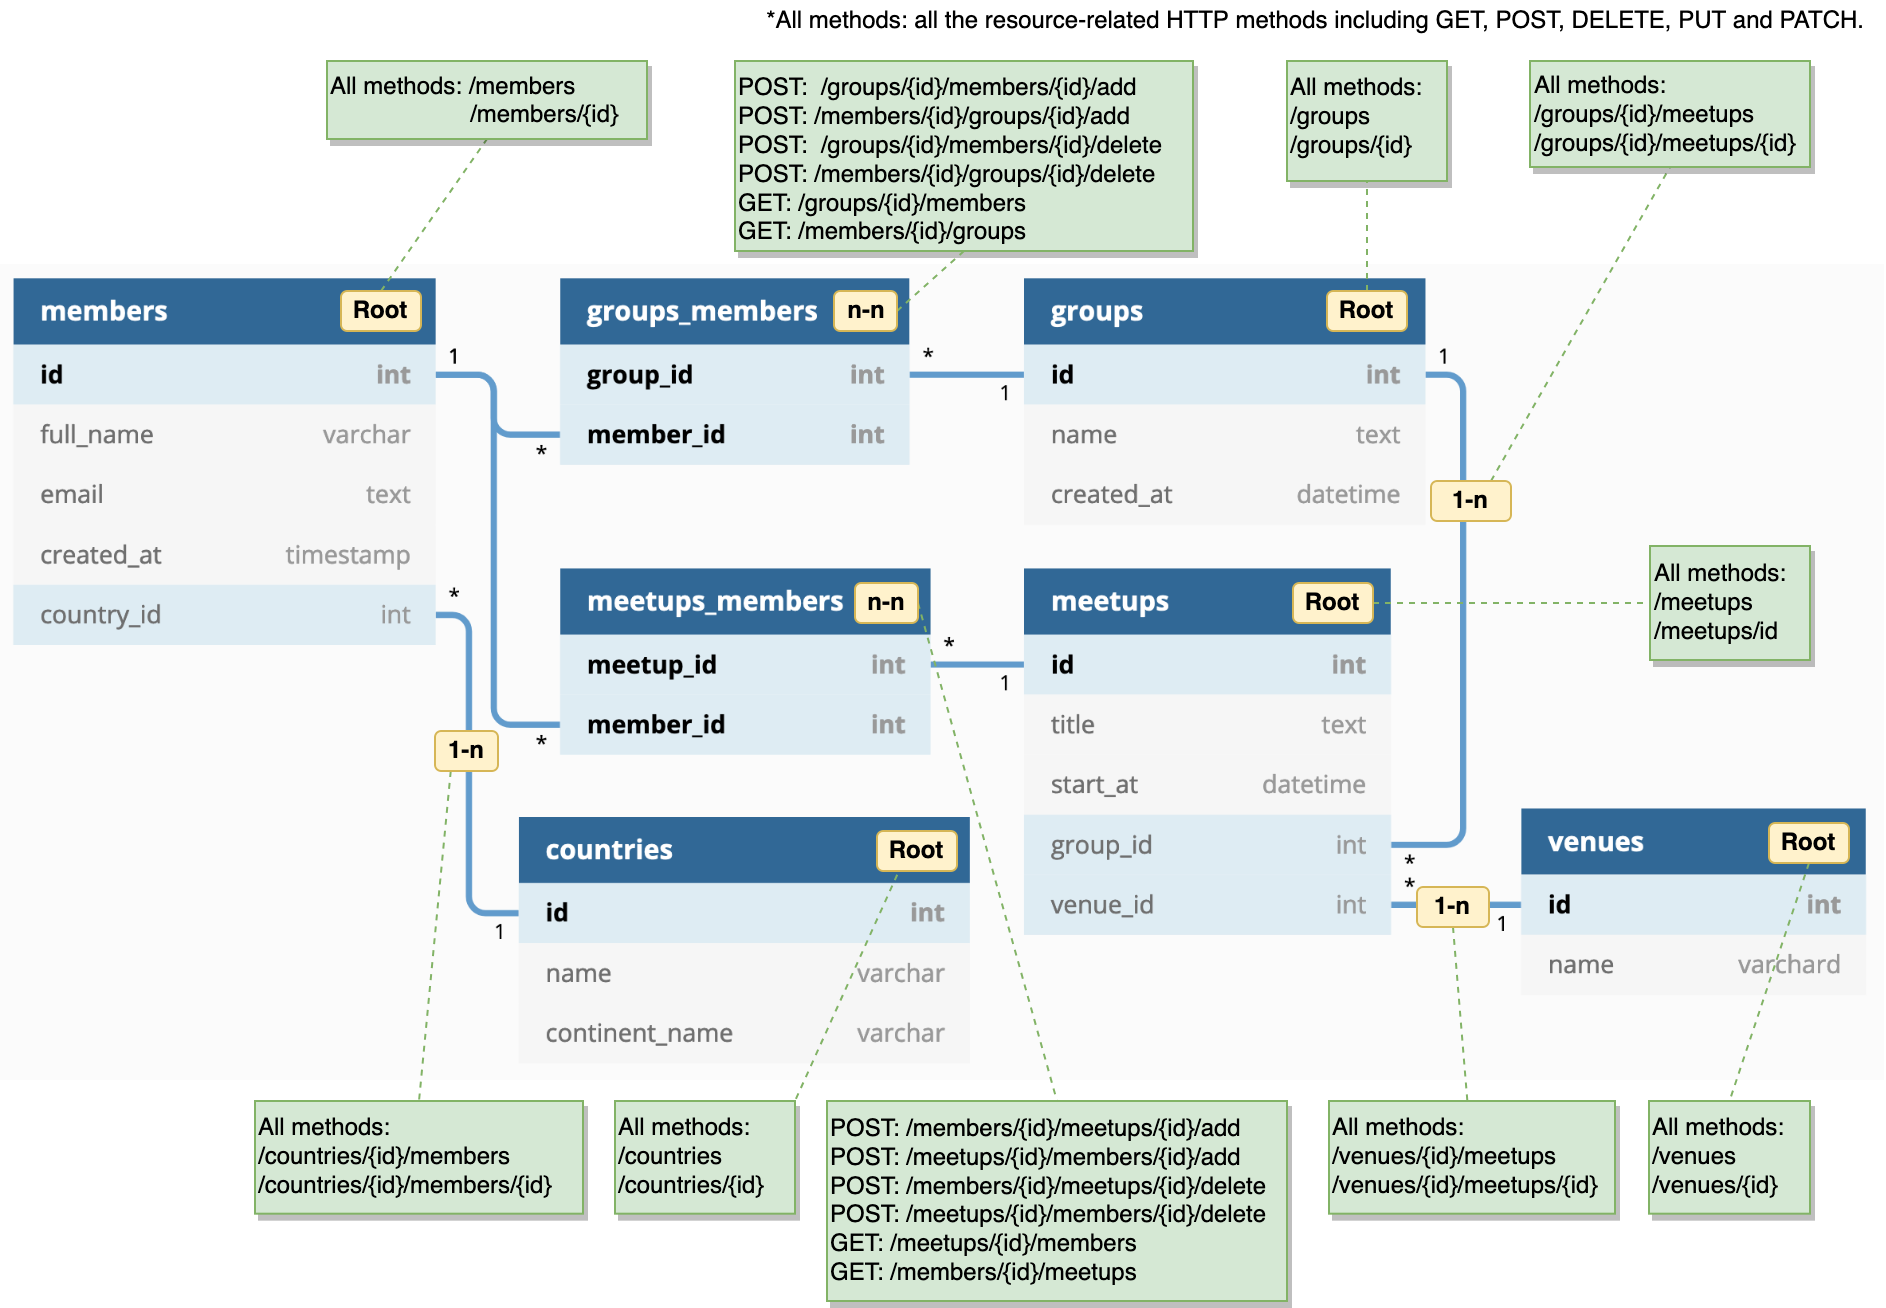 *All methods: all the resource-related HTTP methods including GET, POST, DELETE, PUT and PATCH.
All methods: /members
/members/{id}
POST:  /groups/{id}/members/{id}/add
POST: /members/{id}/groups/{id}/add
POST:  /groups/{id}/members/{id}/delete
POST: /members/{id}/groups/{id}/delete
GET: /groups/{id}/members
GET: /members/{id}/groups
All methods:
/groups
/groups/{id}
All methods:
/groups/{id}/meetups
/groups/{id}/meetups/{id}
members Root
id int
full_name varchar
email text
created_at timestamp
country_id int
1
*
*
*
groups_members n-n
group_id int
member_id int
*
1
groups Root
id int
name text
created_at datetime
1
1-n
All methods:
/meetups
/meetups/id
meetups_members n-n
meetup_id int
member_id int
*
1
meetups Root
id int
title text
start_at datetime
group_id int
venue_id int
*
*
1-n
1
venues Root
id int
name varchard
1-n
1
countries Root
id int
name varchar
continent_name varchar
All methods:
/countries/{id}/members
/countries/{id}/members/{id}
All methods:
/countries
/countries/{id}
POST: /members/{id}/meetups/{id}/add
POST: /meetups/{id}/members/{id}/add
POST: /members/{id}/meetups/{id}/delete
POST: /meetups/{id}/members/{id}/delete
GET: /meetups/{id}/members
GET: /members/{id}/meetups
All methods:
/venues/{id}/meetups
/venues/{id}/meetups/{id}
All methods:
/venues
/venues/{id}